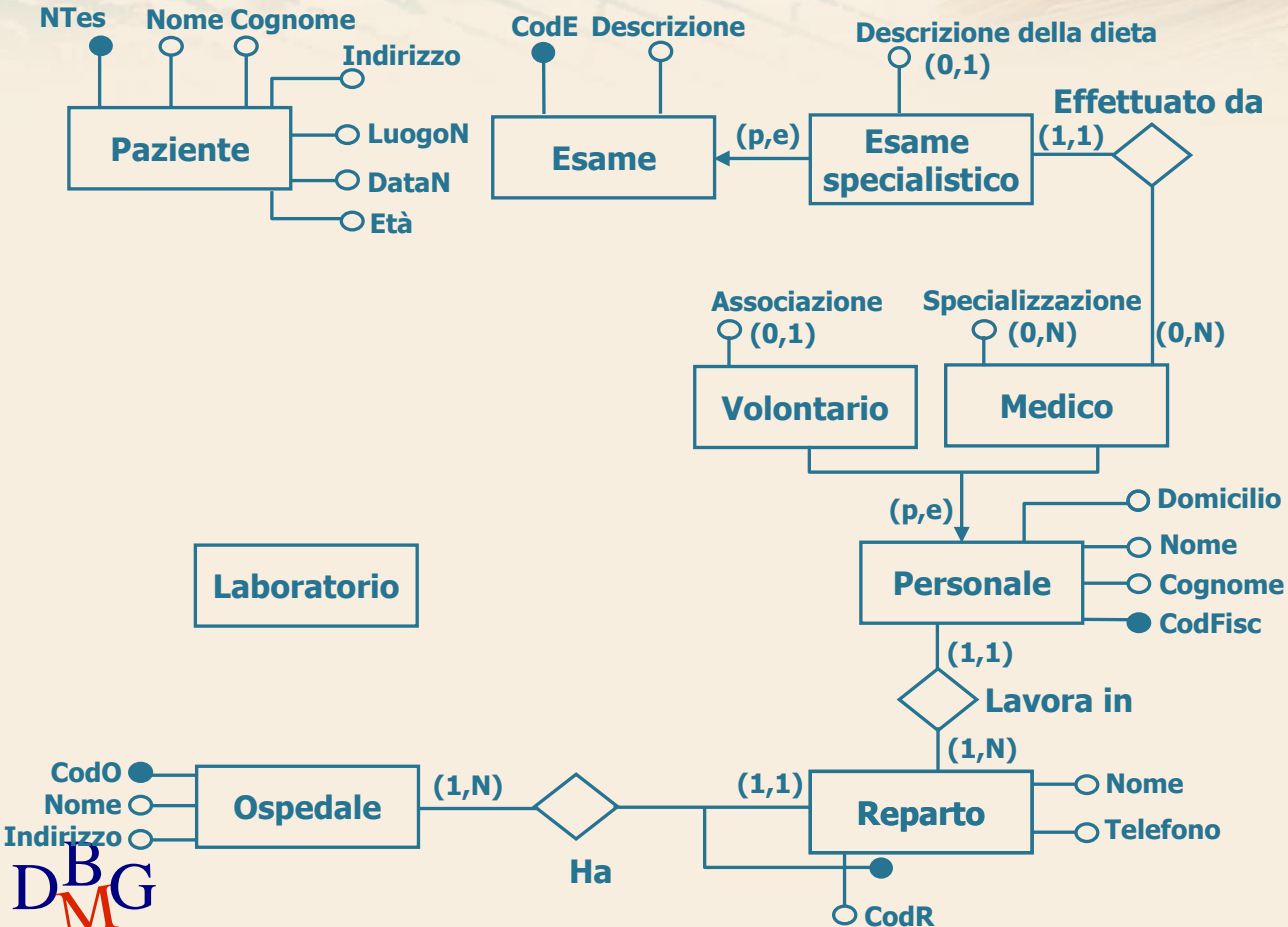 NTes
Nome Cognome
Indirizzo
LuogoN
DataN
Età
Paziente
CodE Descrizione
Esame
(p,e)
Descrizione della dieta
(0,1)
Esame
specialistico
Effettuato da
(1,1)
(0,N)
Associazione
(0,1)
Volontario
Specializzazione
(0,N)
Medico
(p,e)
Domicilio
Nome
Cognome
CodFisc
Personale
Laboratorio
(1,1)
Lavora in
(1,N)
CodO
Nome
Indirizzo
Ospedale
(1,N)
Ha
(1,1)
Reparto
Nome
Telefono
CodR
DBMG